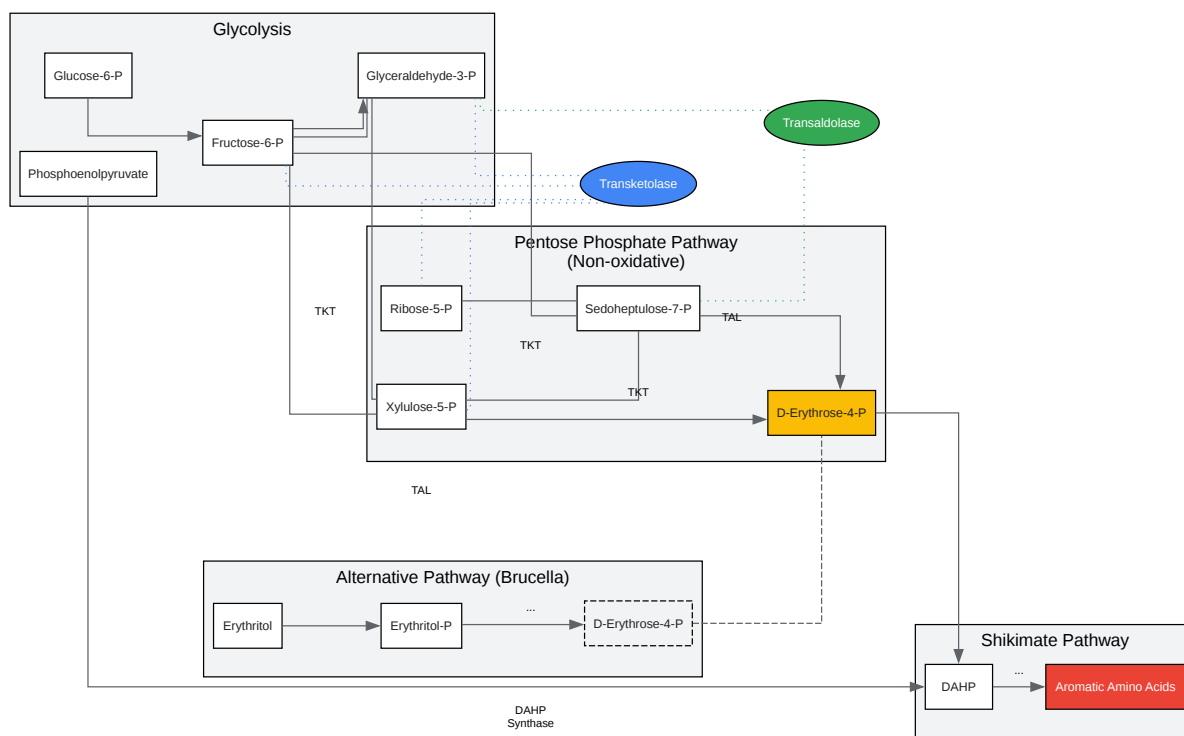 Glycolysis
Glucose-6-P
Glyceraldehyde-3-P
Fructose-6-P
Phosphoenolpyruvate
Transaldolase
Transketolase
Pentose Phosphate Pathway
(Non-oxidative)
Ribose-5-P
Sedoheptulose-7-P
TKT
TAL
TKT
TKT
Xylulose-5-P
D-Erythrose-4-P
TAL
Alternative Pathway (Brucella)
Erythritol
Erythritol-P
...
D-Erythrose-4-P
Shikimate Pathway
DAHP
...
Aromatic Amino Acids
DAHP
Synthase